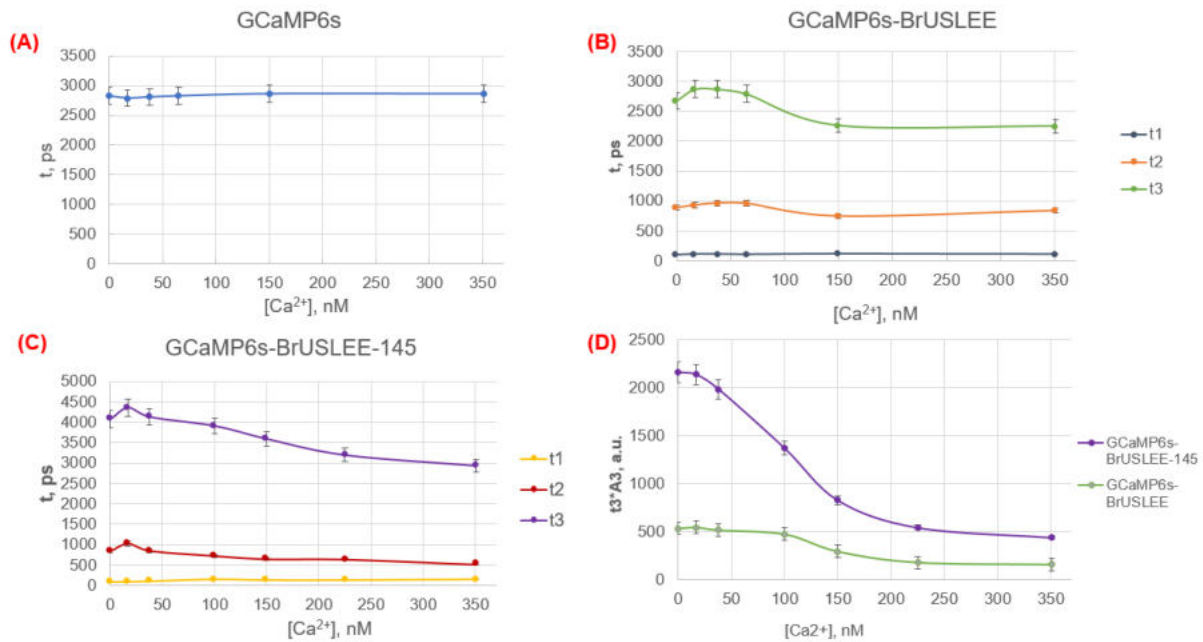 GCaMP6s
(A)
3500
3000
2500
2000
1500
1000
500
0
t, ps
0 50 100 150 200 250 300 350
[Ca²⁺], nM
GCaMP6s-BrUSLEE
(B)
3500
3000
2500
2000
1500
1000
500
0
t, ps
0 50 100 150 200 250 300 350
[Ca²⁺], nM
t1
t2
t3
(C)
GCaMP6s-BrUSLEE-145
5000
4500
4000
3500
3000
2500
2000
1500
1000
500
0
t, ps
0 50 100 150 200 250 300 350
[Ca²⁺], nM
t1
t2
t3
(D)
2500
2000
1500
1000
500
0
t3*A3, a.u.
0 50 100 150 200 250 300 350
[Ca2+], nM
GCaMP6s-
BrUSLEE-145
GCaMP6s-
BrUSLEE